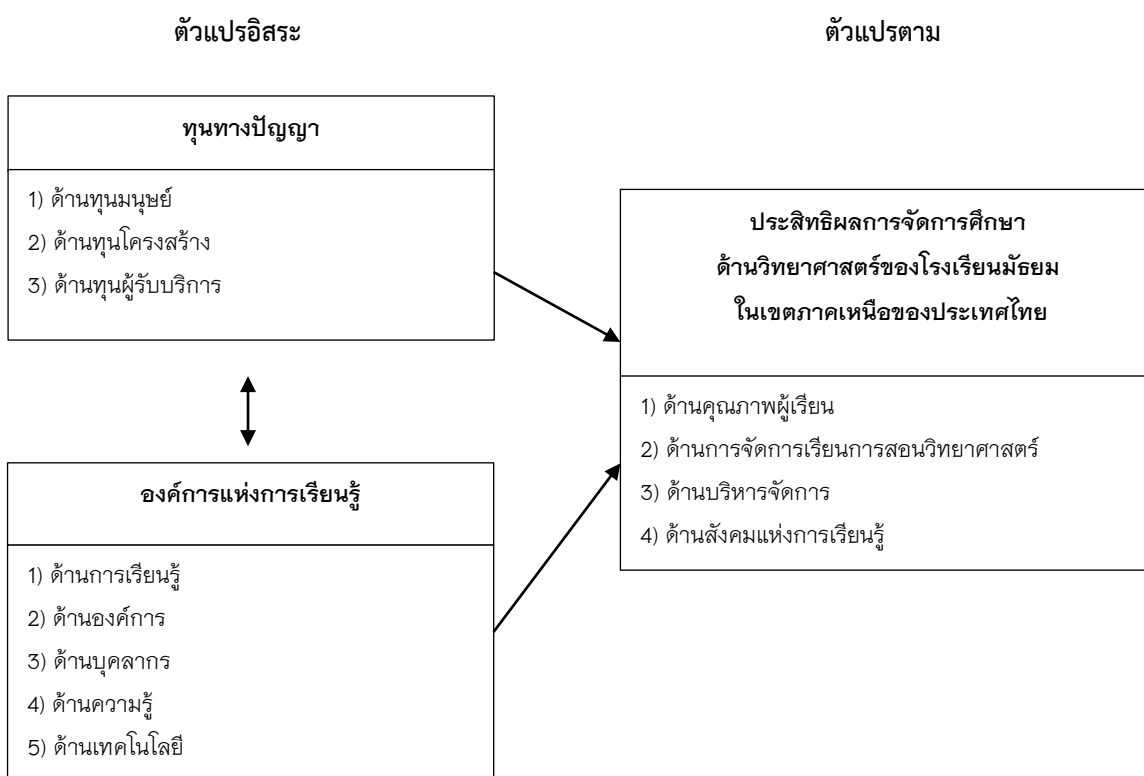 ตัวแปรอิสระ
ตัวแปรตาม
ทุนทางปัญญา
1) ด้านทุนมนุษย์
2) ด้านทุนโครงสร้าง
3) ด้านทุนผู้รับบริการ
องค์การแห่งการเรียนรู้
1) ด้านการเรียนรู้
2) ด้านองค์การ
3) ด้านบุคลากร
4) ด้านความรู้
5) ด้านเทคโนโลยี
ประสิทธิผลการจัดการศึกษา
ด้านวิทยาศาสตร์ของโรงเรียนมัธยม
ในเขตภาคเหนือของประเทศไทย
1) ด้านคุณภาพผู้เรียน
2) ด้านการจัดการเรียนการสอนวิทยาศาสตร์
3) ด้านบริหารจัดการ
4) ด้านสังคมแห่งการเรียนรู้